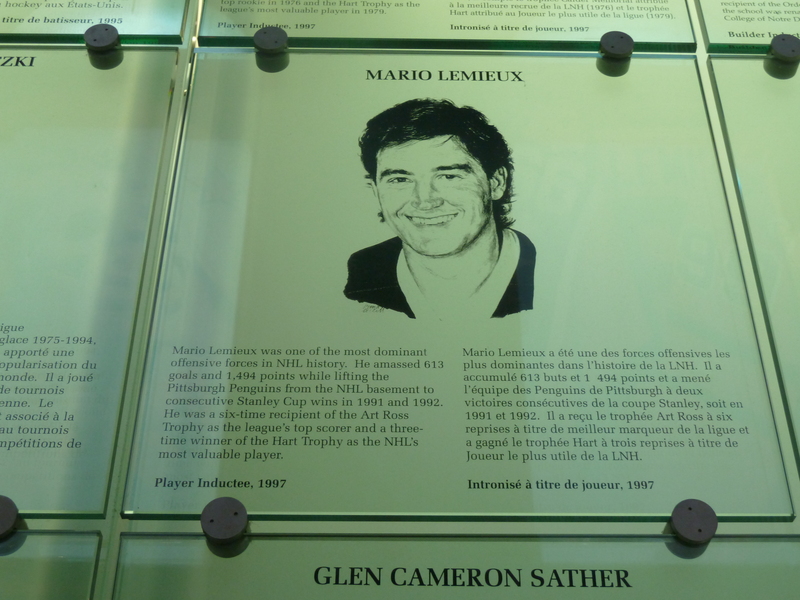 hockey aux États-Unis.
titre de batisseur, 1995
top rookie in 1976 and the Hart Trophy as the
league's most valuable player in 1979.
Player Inductee, 1997
à la meilleure recrue de la LNH (1976) et le trophée
Hart attribué au Joueur le plus utile de la ligue (1979).
Intronisé à titre de joueur, 1997
College of Notre
Builder
ZKI
MARIO LEMIEUX
Mario Lemieux was one of the most dominant
offensive forces in NHL history. He amassed 613
goals and 1,494 points while lifting the
Pittsburgh Penguins from the NHL basement to
consecutive Stanley Cup wins in 1991 and 1992.
He was a six-time recipient of the Art Ross
Trophy as the league's top scorer and a three-
time winner of the Hart Trophy as the NHL's
most valuable player.
Player Inductee, 1997
Mario Lemieux a été une des forces offensives les
plus dominantes dans l'histoire de la LNH. Il a
accumulé 613 buts et 1 494 points et a mené
l'équipe des Penguins de Pittsburgh à deux
victoires consécutives de la coupe Stanley, soit en
1991 et 1992. Il a reçu le trophée Art Ross à six
reprises à titre de meilleur marqueur de la ligue et
a gagné le trophée Hart à trois reprises à titre de
Joueur le plus utile de la LNH.
Intronisé à titre de joueur, 1997
igue
glace 1975-1994,
apporté une
opularisation du
monde. Il a joué
de tournois
enne. Le
t associé à la
au tournois
mpétitions de
GLEN CAMERON SATHER